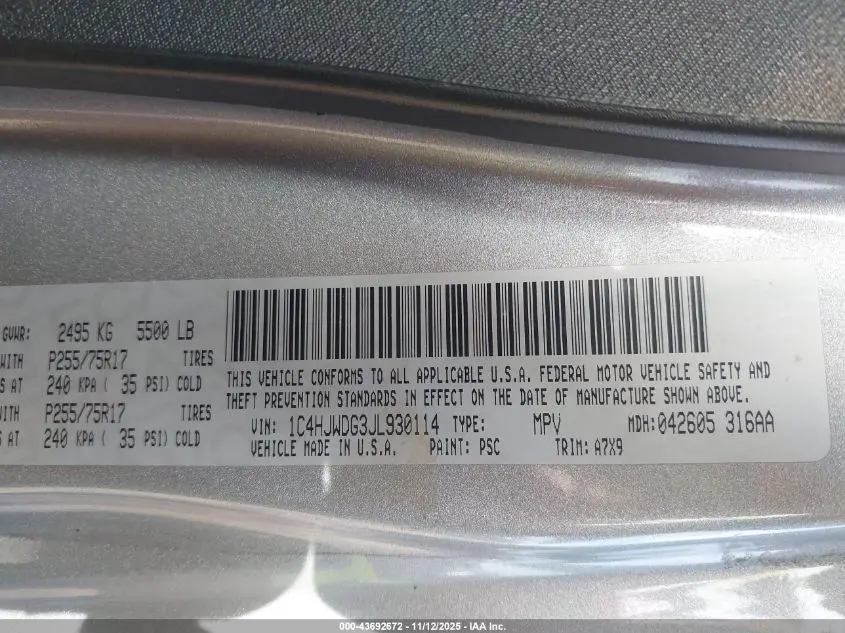 GVWR: 2495 KG 5500 LB
WITH P255/75R17 TIRES
S AT 240 KPA ( 35 PSI) COLD
WITH P255/75R17 TIRES
S AT 240 KPA ( 35 PSI) COLD
THIS VEHICLE CONFORMS TO ALL APPLICABLE U.S.A. FEDERAL MOTOR VEHICLE SAFETY AND
THEFT PREVENTION STANDARDS IN EFFECT ON THE DATE OF MANUFACTURE SHOWN ABOVE.
VIN: 1C4HJWDG3JL930114 TYPE: MPV MDH: 042605 316AA
VEHICLE MADE IN U.S.A. PAINT: PSC TRIM: A7X9
000-43692672 - 11/12/2025 - IAA Inc.